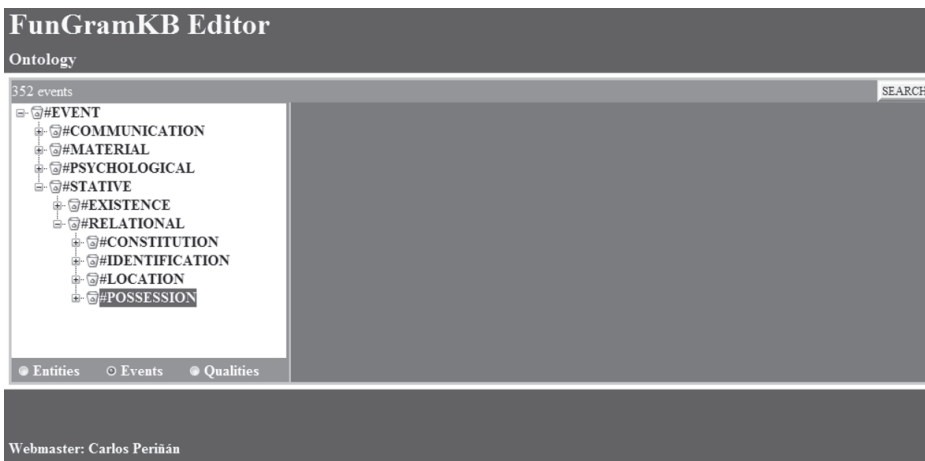 FunGramKB Editor
Ontology
352 events
SEARCH
#EVENT
#COMMUNICATION
#MATERIAL
#PSYCHOLOGICAL
#STATIVE
#EXISTENCE
#RELATIONAL
#CONSTITUTION
#IDENTIFICATION
#LOCATION
#POSSESSION
Entities Events Qualities
Webmaster: Carlos Periñán